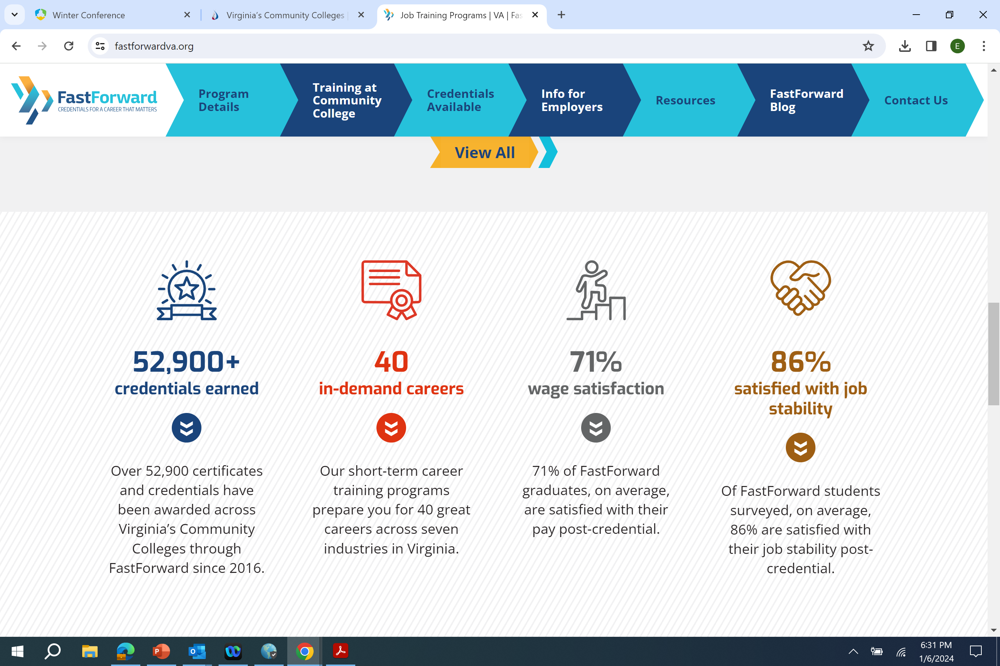 Winter Conference
Virginia’s Community Colleges |
Job Training Programs | VA | Fas
fastforwardva.org
E
FastForward
CREDENTIALS FOR A CAREER THAT MATTERS
Program
Details
Training at
Community
College
Credentials
Available
Info for
Employers
Resources
FastForward
Blog
Contact Us
View All
52,900+
credentials earned
Over 52,900 certificates
and credentials have
been awarded across
Virginia’s Community
Colleges through
FastForward since 2016.
40
in-demand careers
Our short-term career
training programs
prepare you for 40 great
careers across seven
industries in Virginia.
71%
wage satisfaction
71% of FastForward
graduates, on average,
are satisfied with their
pay post-credential.
86%
satisfied with job
stability
Of FastForward students
surveyed, on average,
86% are satisfied with
their job stability post-
credential.
6:31 PM
1/6/2024